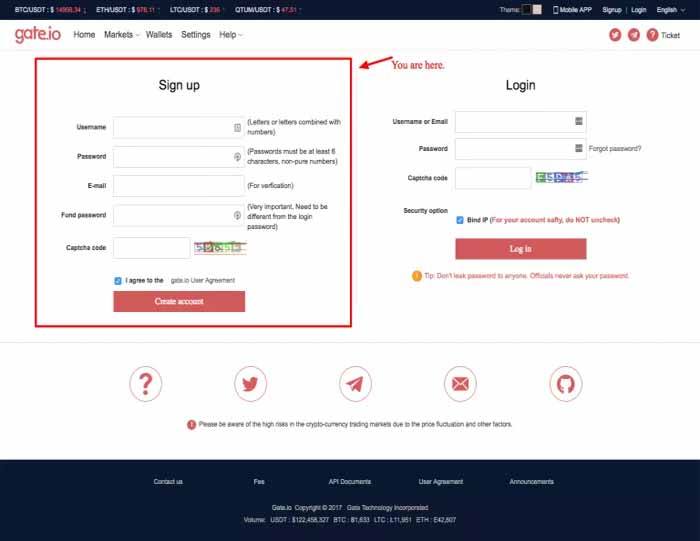 BTC/USDT : $ 14966.34 ↓ ETH/USDT : $ 976.11 ↑ LTC/USDT : $ 236 ↑ QTUM/USDT : $ 47.51 ↑ Theme: Mobile APP Signup | Login English
gate.io Home Markets Wallets Settings Help Ticket
You are here.
Sign up
Username (Letters or letters combined with
numbers)
Password (Passwords must be at least 6
characters, non-pure numbers)
E-mail (For verfication)
Fund password (Very important. Need to be
different from the login
password)
Captcha code
I agree to the gate.io User Agreement
Create account
Login
Username or Email
Password Forgot password?
Captcha code
Security option
Bind IP (For your account safty, do NOT uncheck)
Log in
Tip: Don't leak password to anyone. Officials never ask your password.
Please be aware of the high risks in the crypto-currency trading markets due to the price fluctuation and other factors.
Contact us Fee API Documents User Agreement Announcements
Gate.io Copyright © 2017 Gate Technology Incorporated
Volume: USDT : $122,458,327 BTC : Ƀ1,633 LTC : Ł11,951 ETH : E42,607